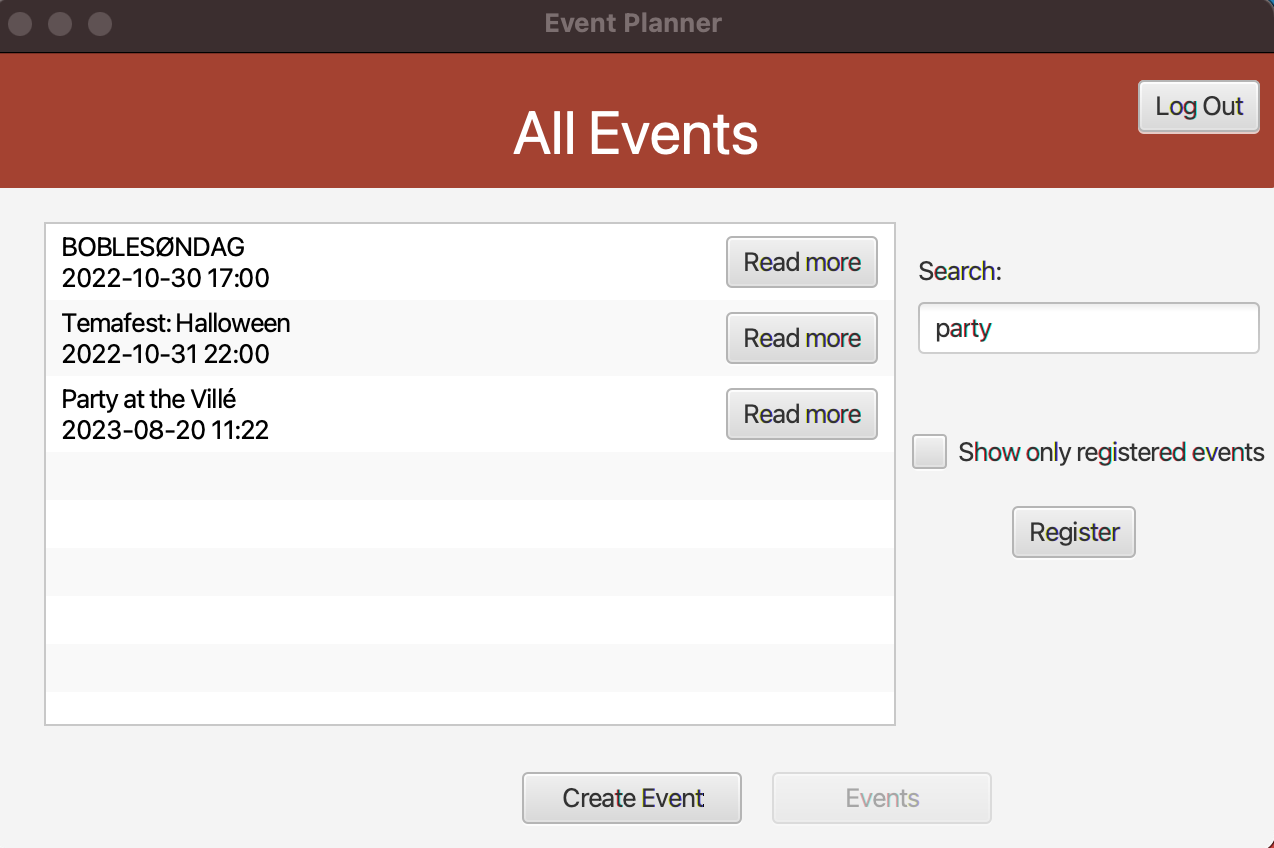 Event Planner
All Events
Log Out
BOBLESØNDAG
2022-10-30 17:00
Read more
Temafest: Halloween
2022-10-31 22:00
Read more
Party at the Villé
2023-08-20 11:22
Read more
Search:
party
Show only registered events
Register
Create Event
Events